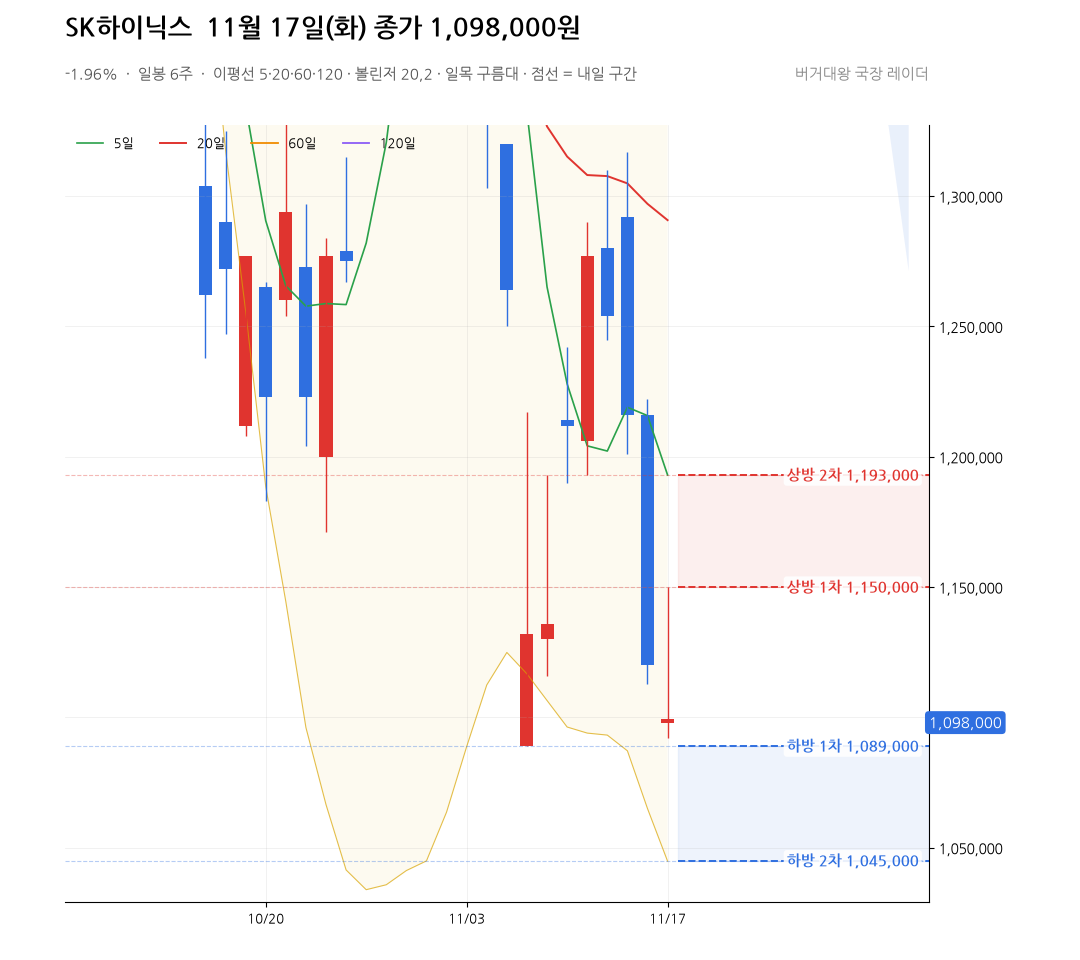 SK하이닉스 11월 17일(화) 종가 1,098,000원
-1.96% · 일봉 6주 · 이평선 5·20·60·120 · 볼린저 20,2 · 일목 구름대 · 점선 = 내일 구간
버거대왕 국장 레이더
5일 20일 60일 120일
1,300,000
1,250,000
1,200,000
상방 2차 1,193,000
상방 1차 1,150,000
1,150,000
1,098,000
하방 1차 1,089,000
1,050,000
하방 2차 1,045,000
10/20 11/03 11/17